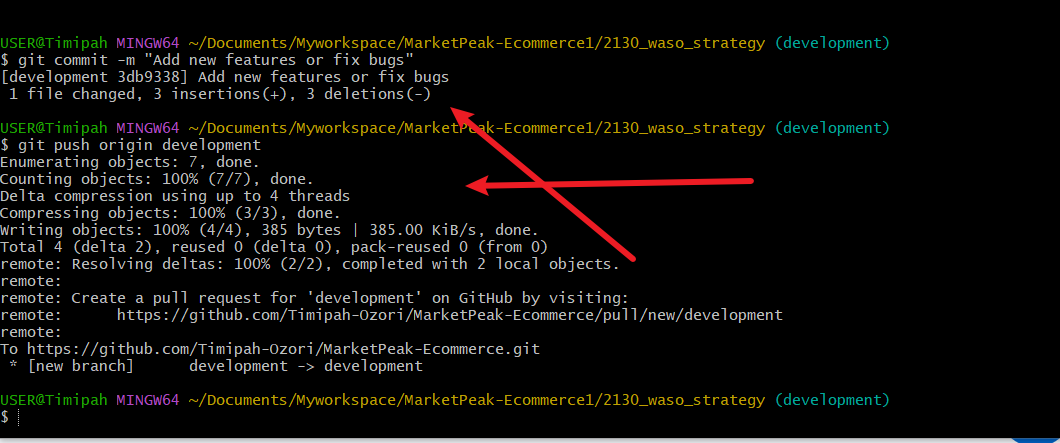 USER@Timipah MINGW64 ~/Documents/Myworkspace/MarketPeak-Ecommerce1/2130_waso_strategy (development)
$ git commit -m "Add new features or fix bugs"
[development 3db9338] Add new features or fix bugs
 1 file changed, 3 insertions(+), 3 deletions(-)
USER@Timipah MINGW64 ~/Documents/Myworkspace/MarketPeak-Ecommerce1/2130_waso_strategy (development)
$ git push origin development
Enumerating objects: 7, done.
Counting objects: 100% (7/7), done.
Delta compression using up to 4 threads
Compressing objects: 100% (3/3), done.
Writing objects: 100% (4/4), 385 bytes | 385.00 KiB/s, done.
Total 4 (delta 2), reused 0 (delta 0), pack-reused 0 (from 0)
remote: Resolving deltas: 100% (2/2), completed with 2 local objects.
remote:
remote: Create a pull request for 'development' on GitHub by visiting:
remote:      https://github.com/Timipah-Ozori/MarketPeak-Ecommerce/pull/new/development
remote:
To https://github.com/Timipah-Ozori/MarketPeak-Ecommerce.git
 * [new branch]      development -> development
USER@Timipah MINGW64 ~/Documents/Myworkspace/MarketPeak-Ecommerce1/2130_waso_strategy (development)
$